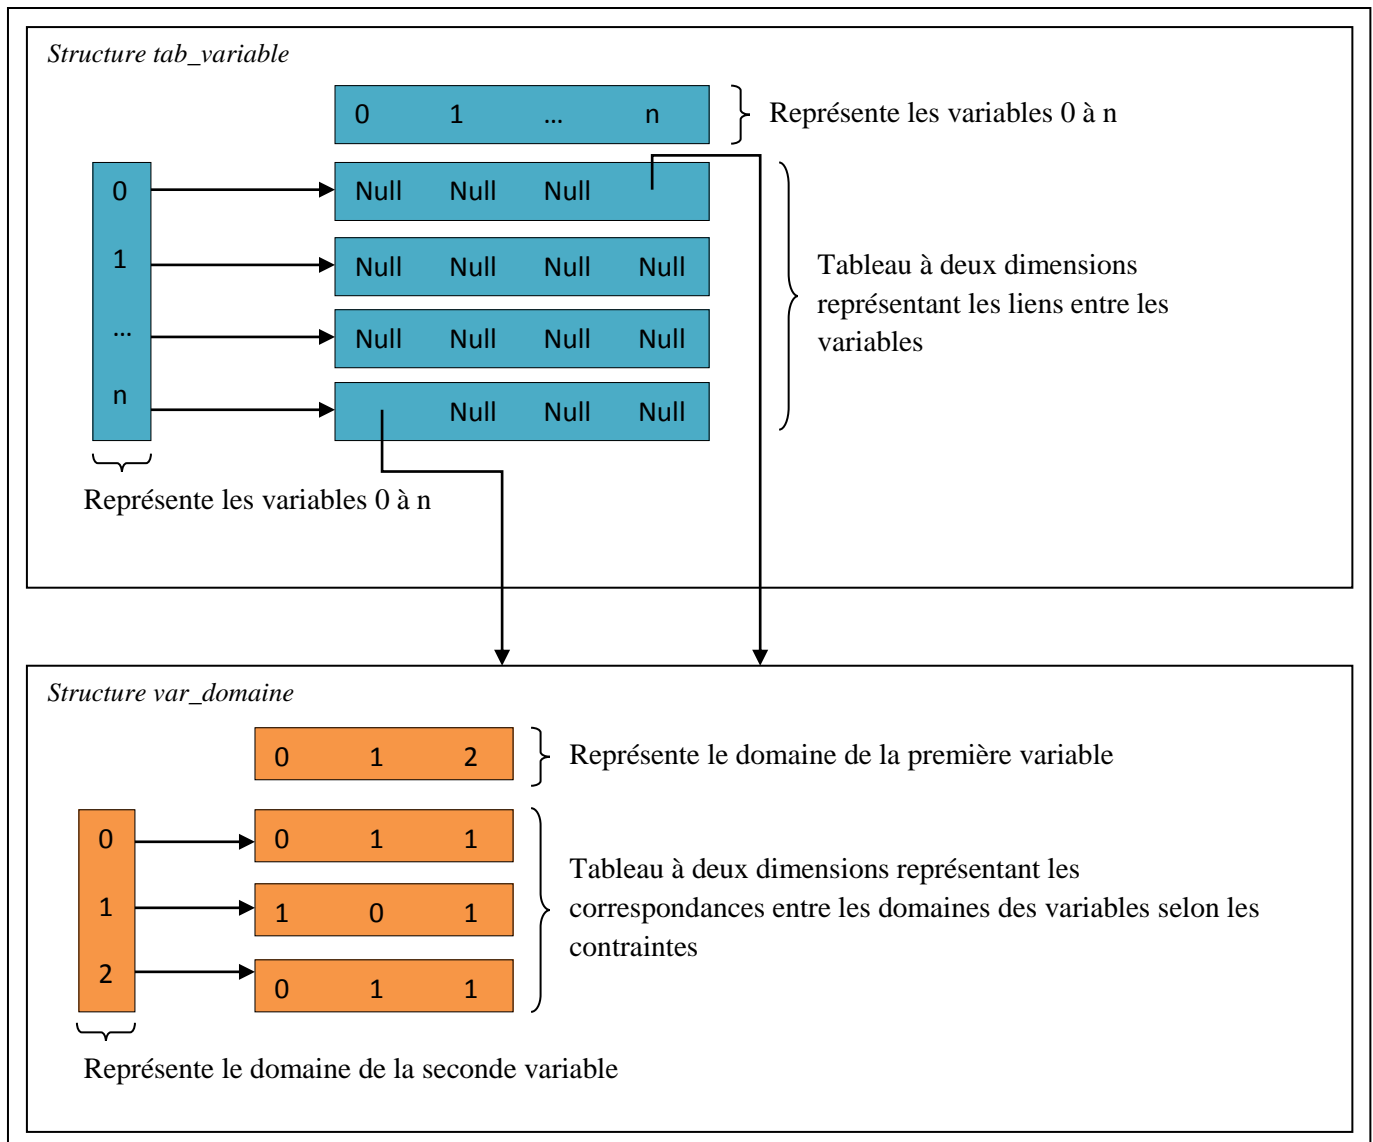 Structure tab_variable
0 1 ... n
Représente les variables 0 à n
0
Null Null Null
1
Null Null Null Null
Tableau à deux dimensions
représentant les liens entre les
variables
...
Null Null Null Null
n
Null Null Null
Représente les variables 0 à n
Structure var_domaine
0 1 2
Représente le domaine de la première variable
0
0 1 1
Tableau à deux dimensions représentant les
correspondances entre les domaines des variables selon les
contraintes
1
1 0 1
2
0 1 1
Représente le domaine de la seconde variable